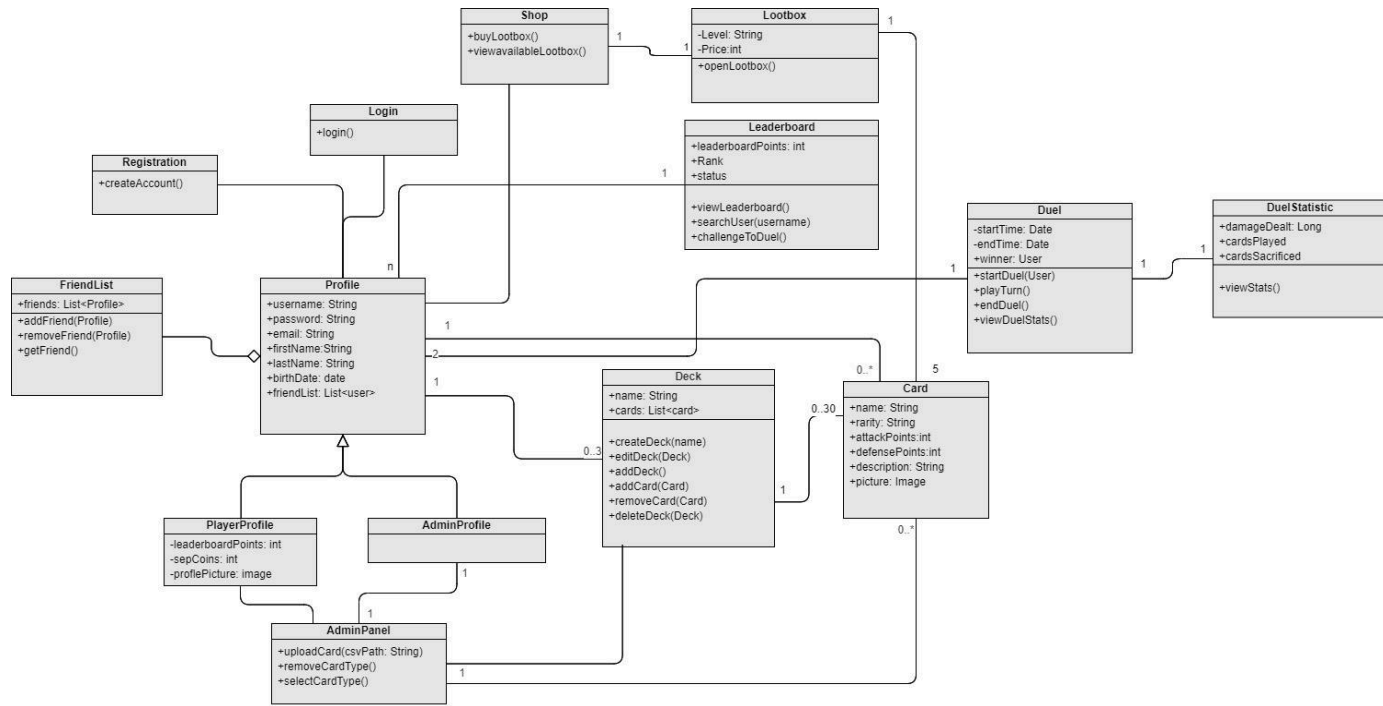 Shop
+buyLootbox()
+viewavailableLootbox()
1
1
Lootbox
-Level: String
-Price:int
+openLootbox()
1
Login
+login()
Registration
+createAccount()
Leaderboard
+leaderboardPoints: int
+Rank
+status
+viewLeaderboard()
+searchUser(username)
+challengeToDuel()
1
n
Duel
-startTime: Date
-endTime: Date
+winner: User
+startDuel(User)
+playTurn()
+endDuel()
+viewDuelStats()
1
1
1
DuelStatistic
+damageDealt: Long
+cardsPlayed
+cardsSacrificed
+viewStats()
FriendList
+friends: List<Profile>
+addFriend(Profile)
+removeFriend(Profile)
+getFriend()
Profile
+username: String
+password: String
+email: String
+firstName:String
+lastName: String
+birthDate: date
+friendList: List<user>
1
2
1
0..*
5
Deck
+name: String
+cards: List<card>
+createDeck(name)
+editDeck(Deck)
+addDeck()
+addCard(Card)
+removeCard(Card)
+deleteDeck(Deck)
0..3
1
0..30
Card
+name: String
+rarity: String
+attackPoints:int
+defensePoints:int
+description: String
+picture: Image
0..*
PlayerProfile
-leaderboardPoints: int
-sepCoins: int
-proflePicture: image
AdminProfile
1
1
AdminPanel
+uploadCard(csvPath: String)
+removeCardType()
+selectCardType()
1